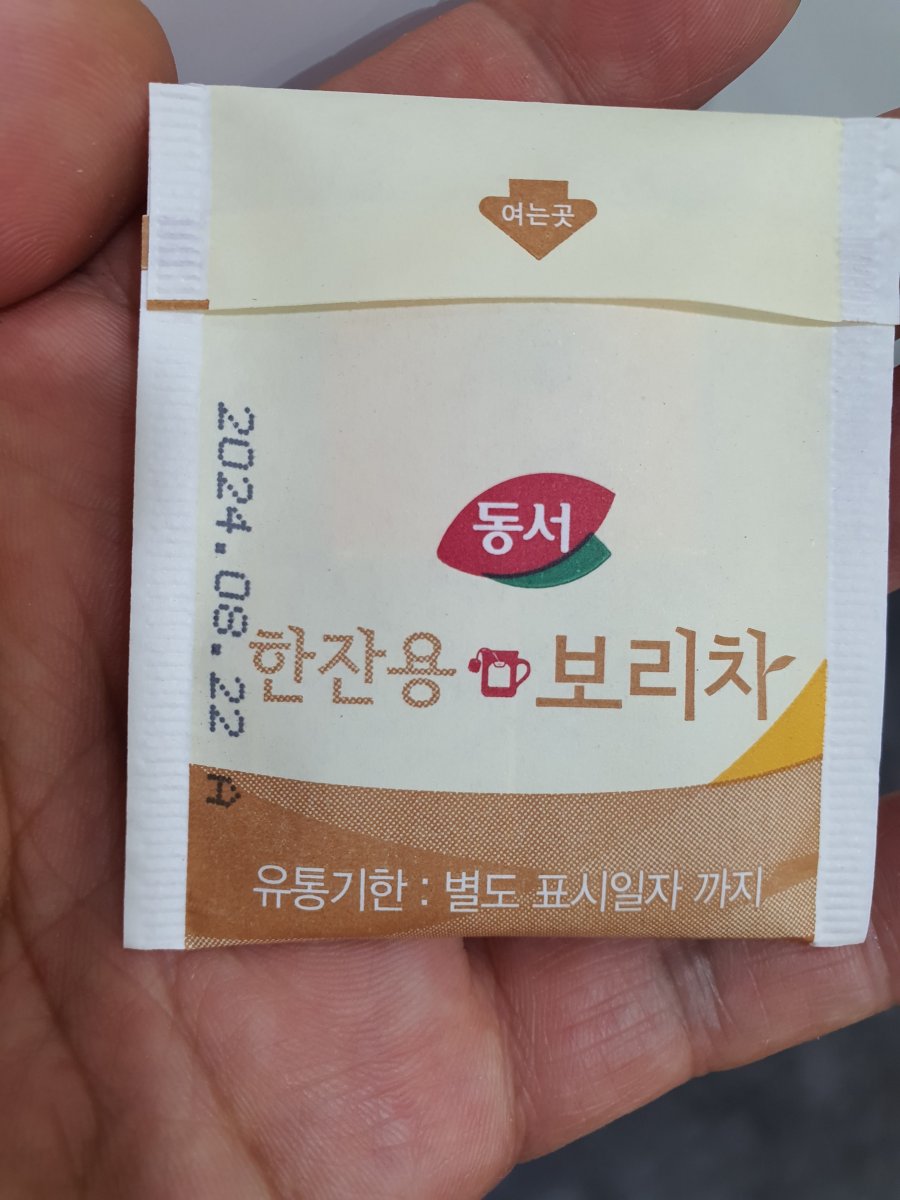 여는곳
동서
한잔용 보리차
2024.08.22 A
유통기한 : 별도 표시일자 까지